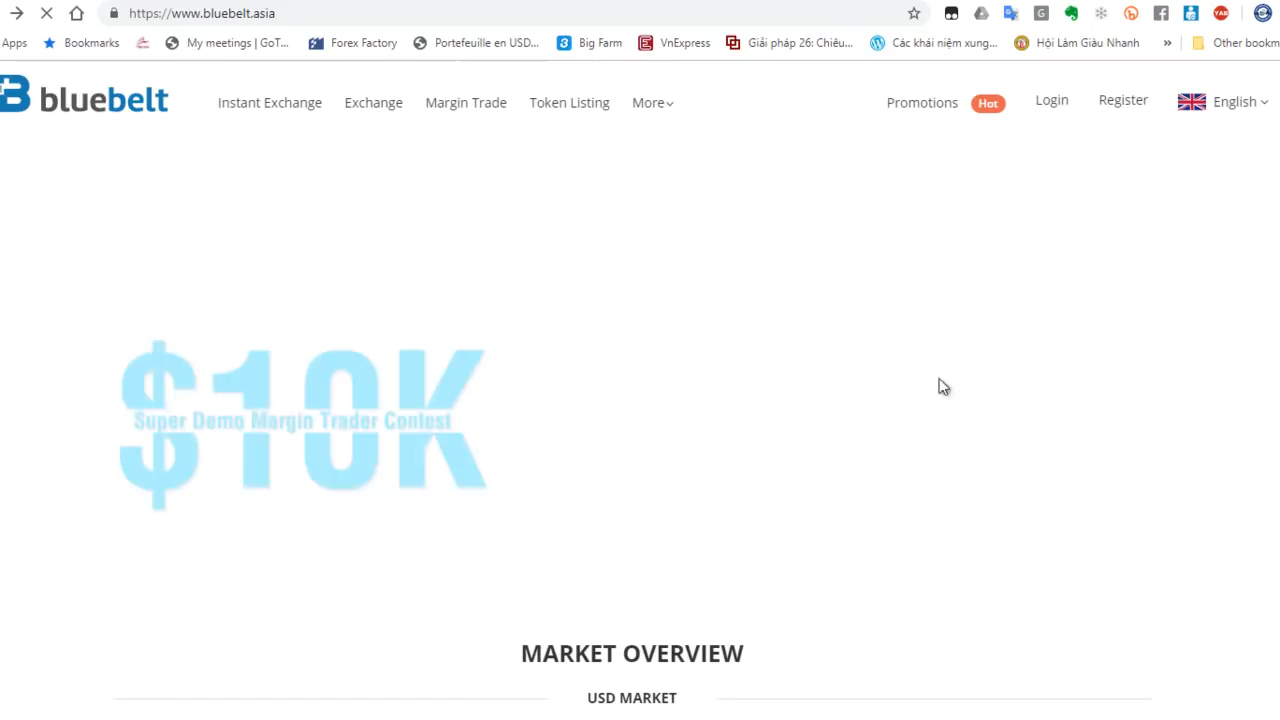 https://www.bluebelt.asia
YAB
Apps Bookmarks My meetings | GoT... Forex Factory Portefeuille en USD... Big Farm VnExpress Giải pháp 26: Chiêu... Các khái niệm xung... Hội Làm Giàu Nhanh » Other bookm
bluebelt Instant Exchange Exchange Margin Trade Token Listing More Promotions Hot Login Register English
$10K
Super Demo Margin Trader Contest
MARKET OVERVIEW
USD MARKET